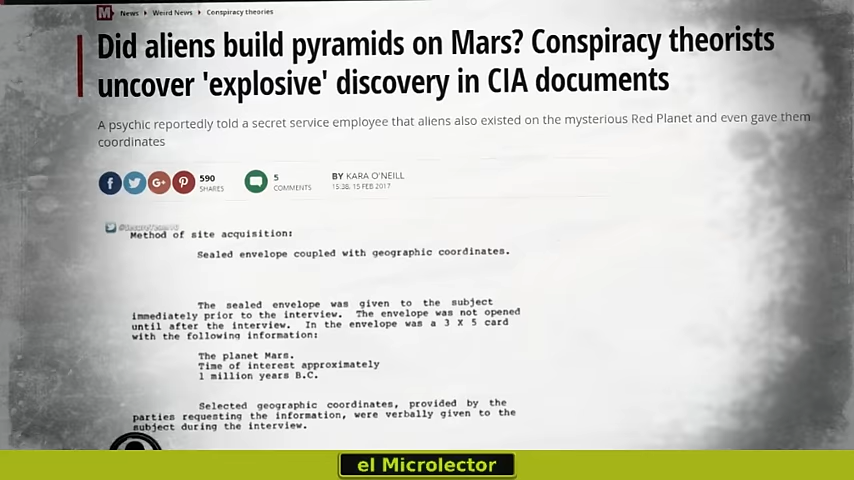 M News ▸ Weird News ▸ Conspiracy theories
Did aliens build pyramids on Mars? Conspiracy theorists
uncover 'explosive' discovery in CIA documents
A psychic reportedly told a secret service employee that aliens also existed on the mysterious Red Planet and even gave them
coordinates
590
SHARES
5
COMMENTS
BY KARA O'NEILL
15:38, 15 FEB 2017
Method of site acquisition:
Sealed envelope coupled with geographic coordinates.
The sealed envelope was given to the subject
immediately prior to the interview. The envelope was not opened
until after the interview. In the envelope was a 3 X 5 card
with the following information:
The planet Mars.
Time of interest approximately
1 million years B.C.
Selected geographic coordinates, provided by the
parties requesting the information, were verbally given to the
subject during the interview.
el Microlector